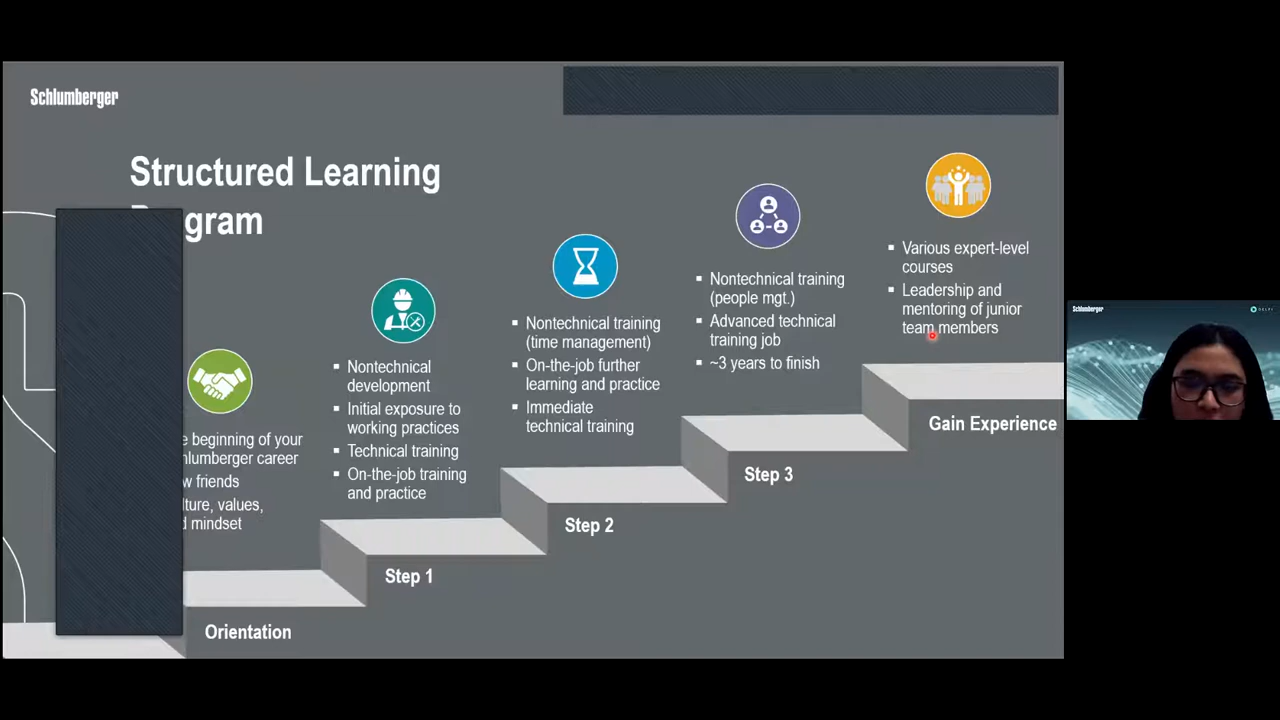 Schlumberger
Structured Learning
gram
Various expert-level
courses
Leadership and
mentoring of junior
team members
Gain Experience
Nontechnical training
(people mgt.)
Advanced technical
training job
~3 years to finish
Step 3
Nontechnical training
(time management)
On-the-job further
learning and practice
Immediate
technical training
Step 2
Nontechnical
development
Initial exposure to
working practices
Technical training
On-the-job training
and practice
Step 1
beginning of your
career
friends
values,
mindset
Orientation
Schlumberger